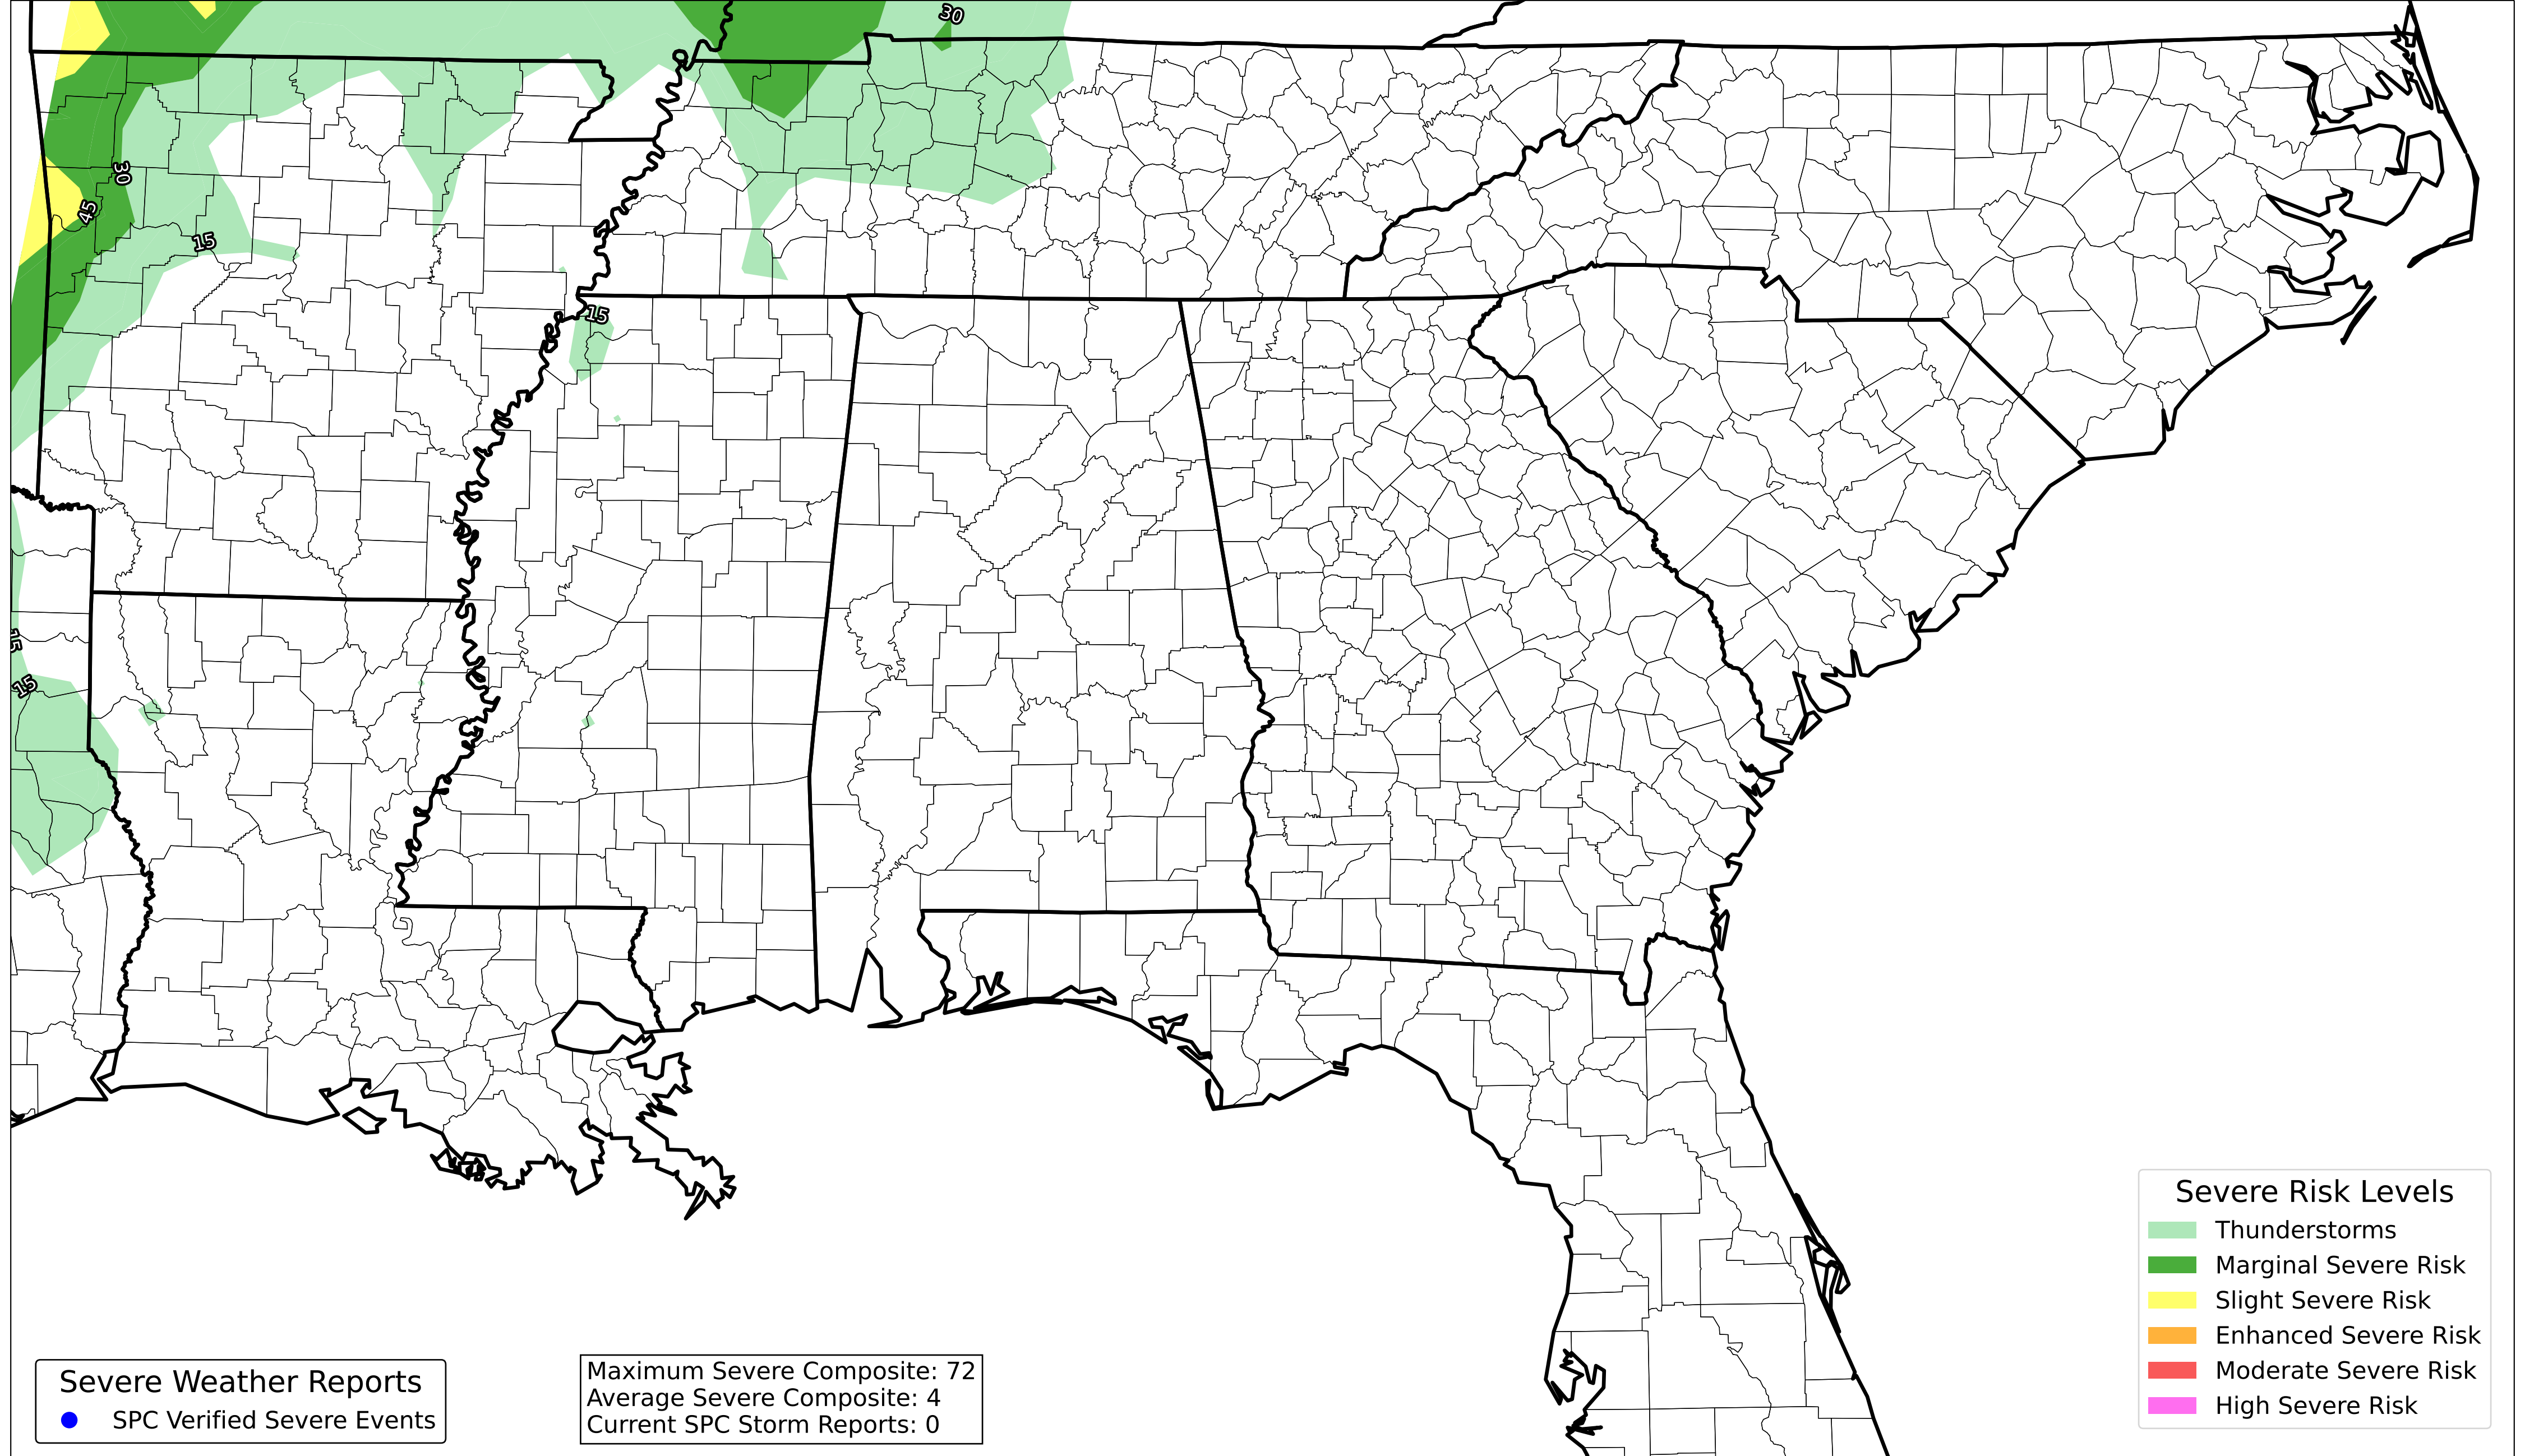 30
30
45
15
15
15
15
Severe Risk Levels
Thunderstorms
Marginal Severe Risk
Slight Severe Risk
Enhanced Severe Risk
Moderate Severe Risk
High Severe Risk
Severe Weather Reports
SPC Verified Severe Events
Maximum Severe Composite: 72
Average Severe Composite: 4
Current SPC Storm Reports: 0